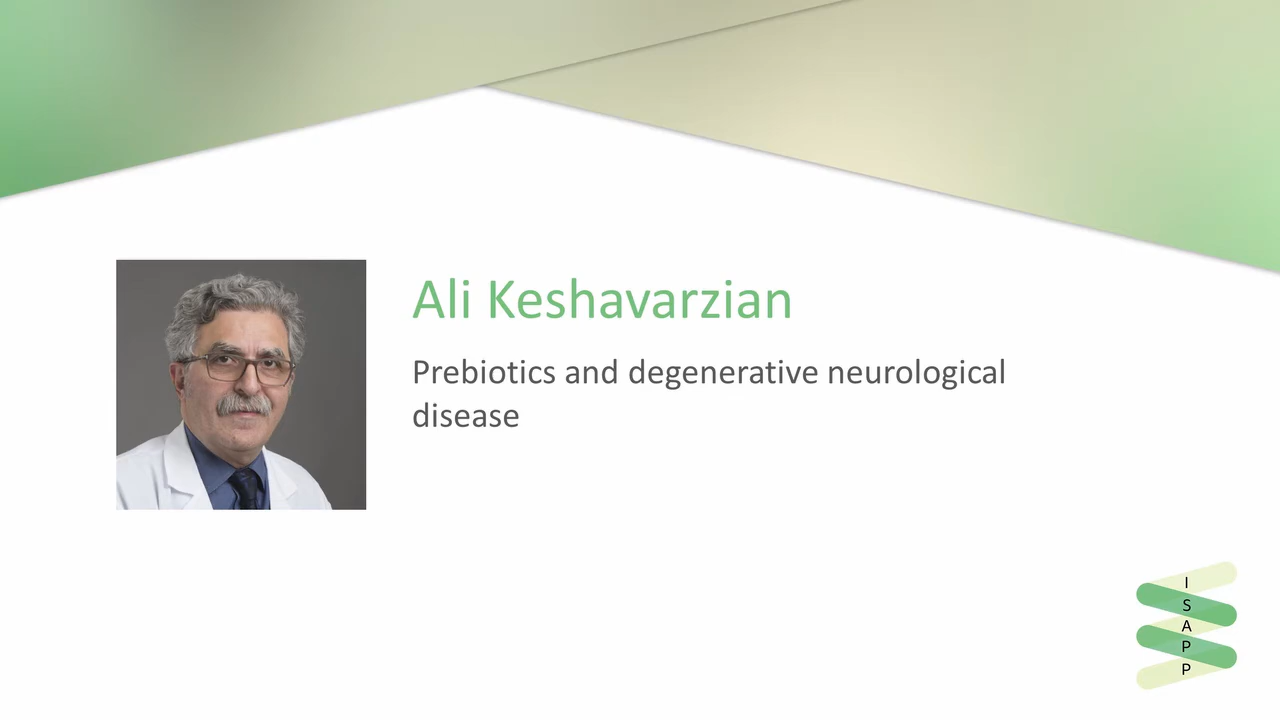 Ali Keshavarzian
Prebiotics and degenerative neurological
disease
I
S
A
P
P